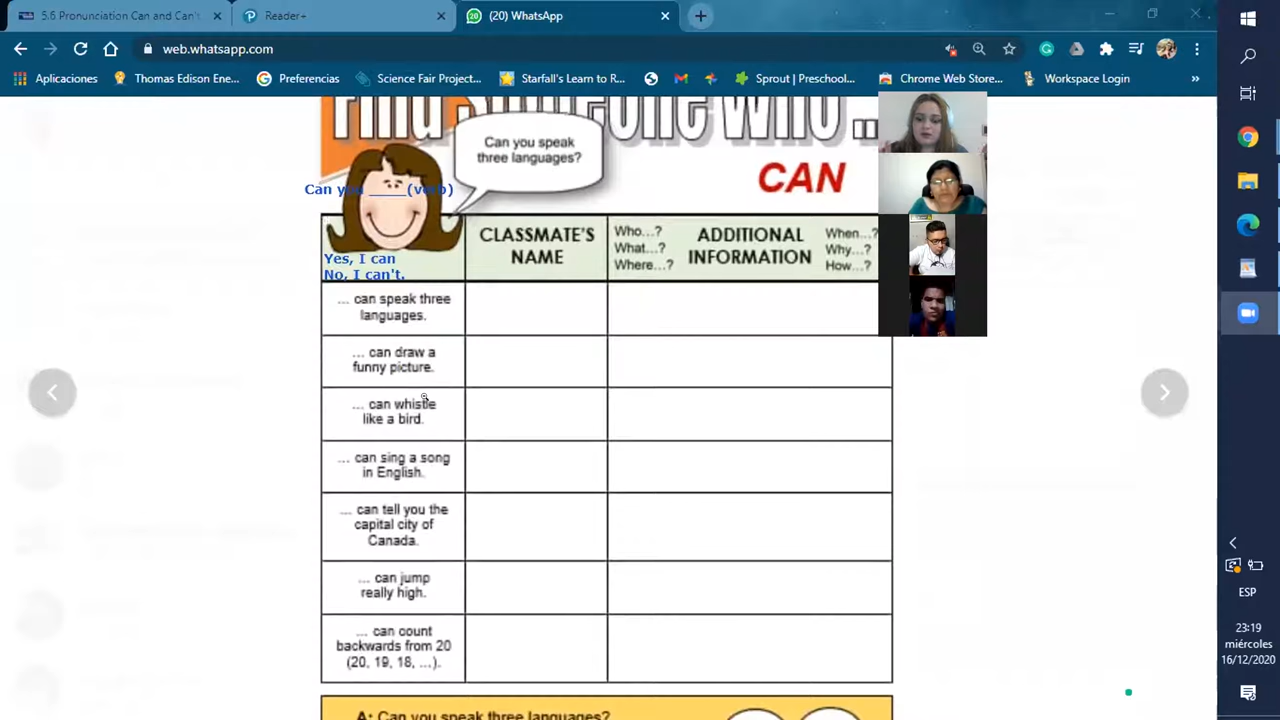 5.6 Pronunciation Can and Can't
Reader+
(20) WhatsApp
web.whatsapp.com
Aplicaciones
Thomas Edison Ene...
Preferencias
Science Fair Project...
Starfall's Learn to R...
Sprout | Preschool...
Chrome Web Store...
Workspace Login
»
Find Someone Who...
Can you speak
three languages?
CAN
Can you ____(verb)
Yes, I can
No, I can't.
CLASSMATE'S
NAME
Who...?
What...?
Where...?
ADDITIONAL
INFORMATION
When...?
Why...?
How...?
... can speak three
languages.
... can draw a
funny picture.
... can whistle
like a bird.
... can sing a song
in English.
... can tell you the
capital city of
Canada.
... can jump
really high.
... can count
backwards from 20
(20, 19, 18, ...).
A: Can you speak three languages?
ESP
23:19
miércoles
16/12/2020